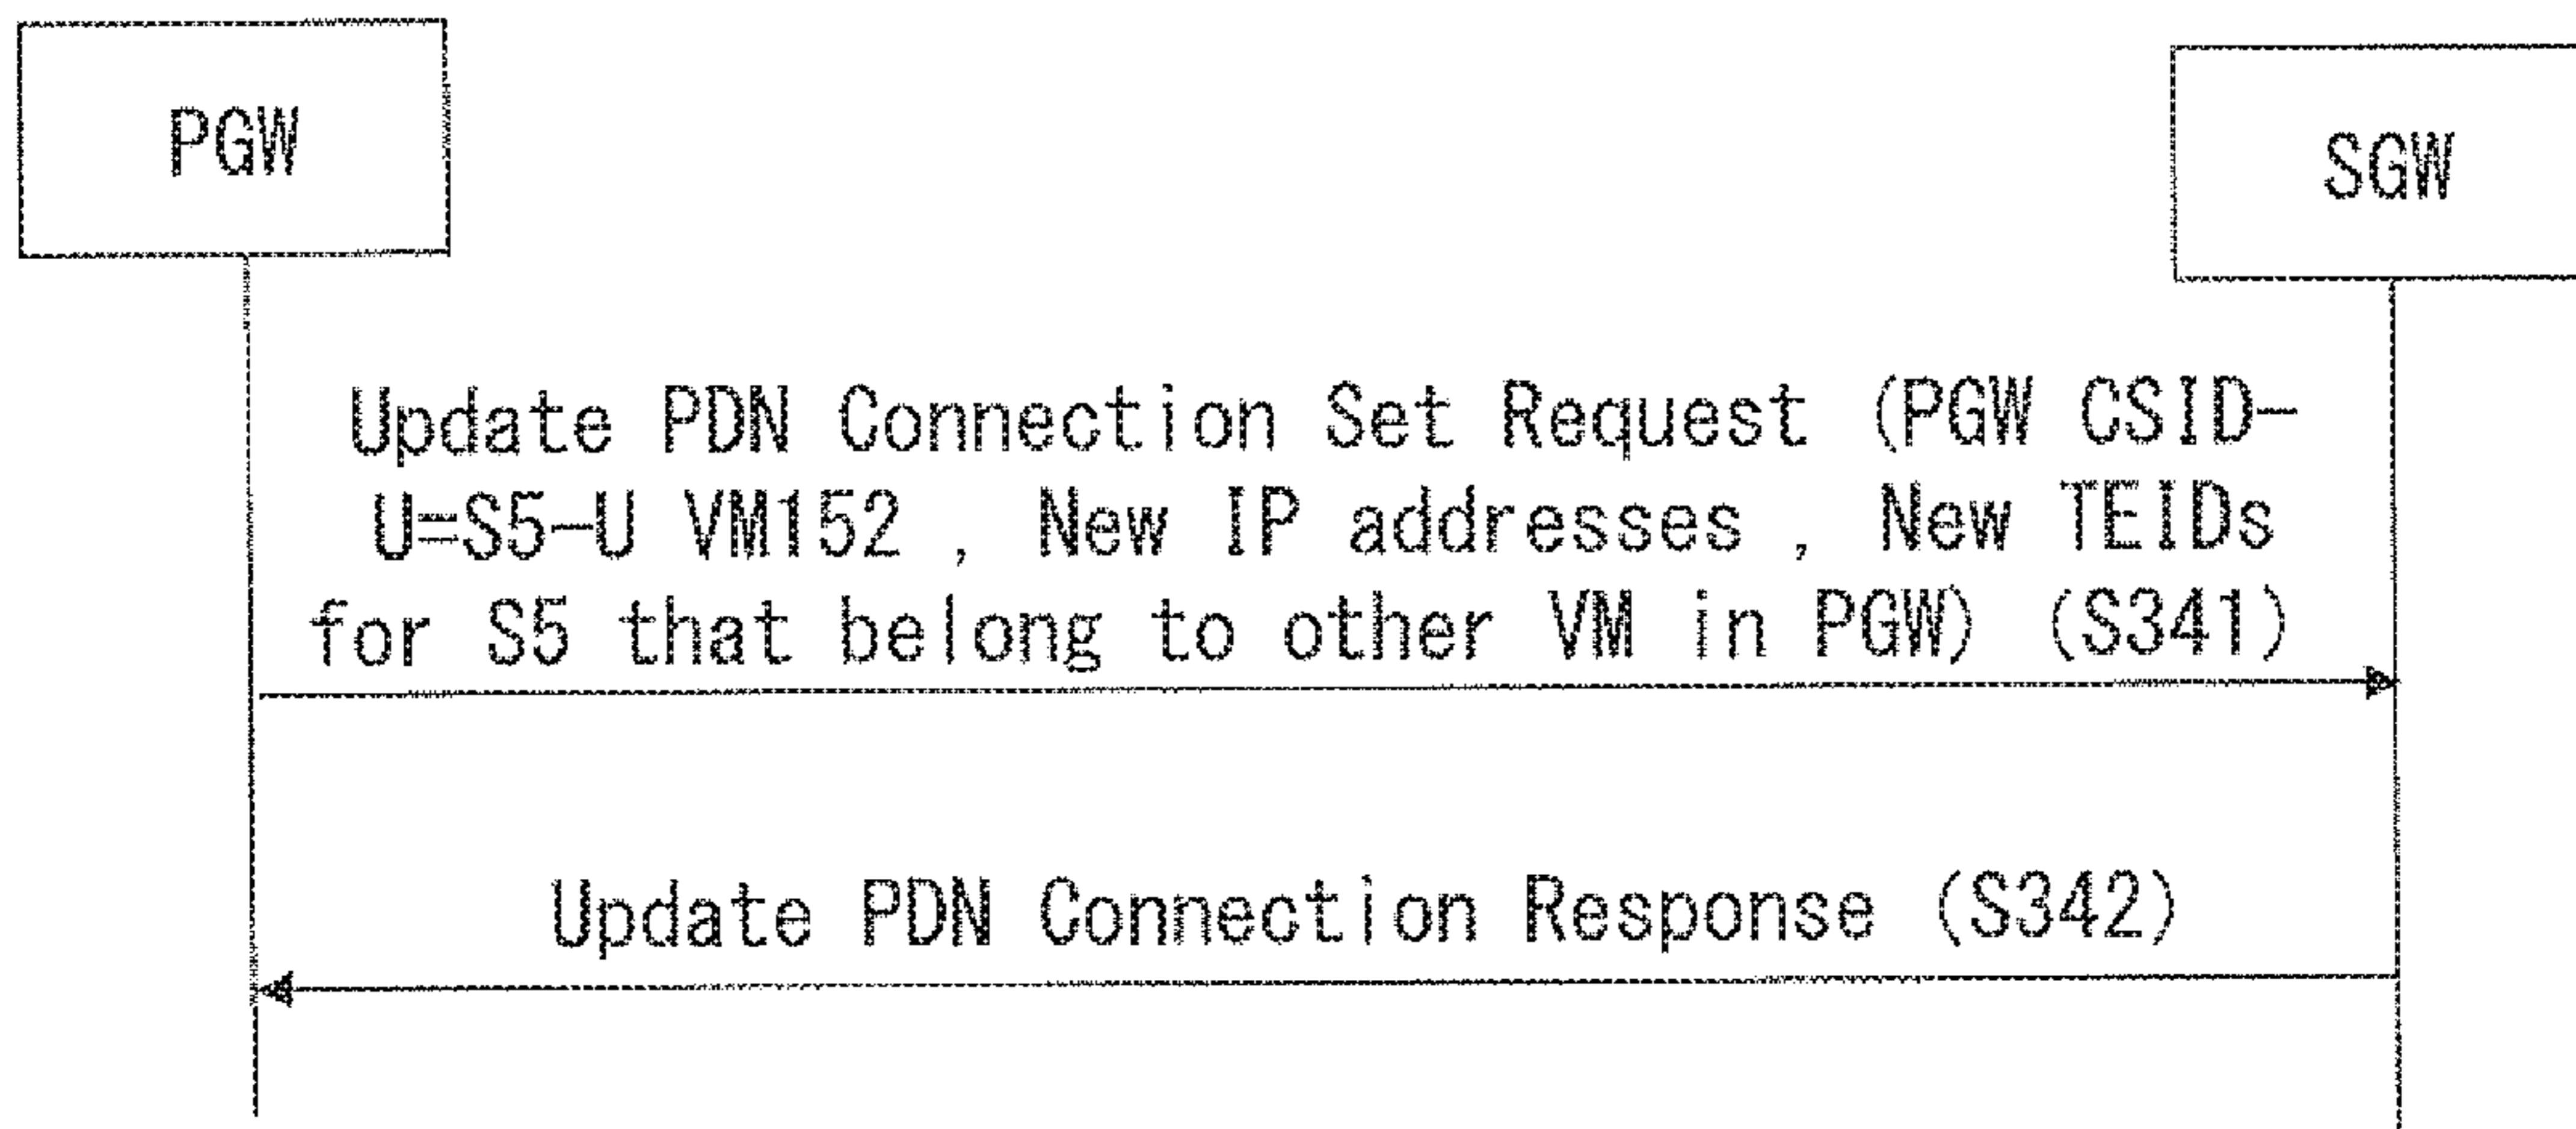 PGW
SGW
Update PDN Connection Set Request (PGW CSID-
U=S5-U VM152 , New IP addresses , New TEIDs
for S5 that belong to other VM in PGW) (S341)
Update PDN Connection Response (S342)